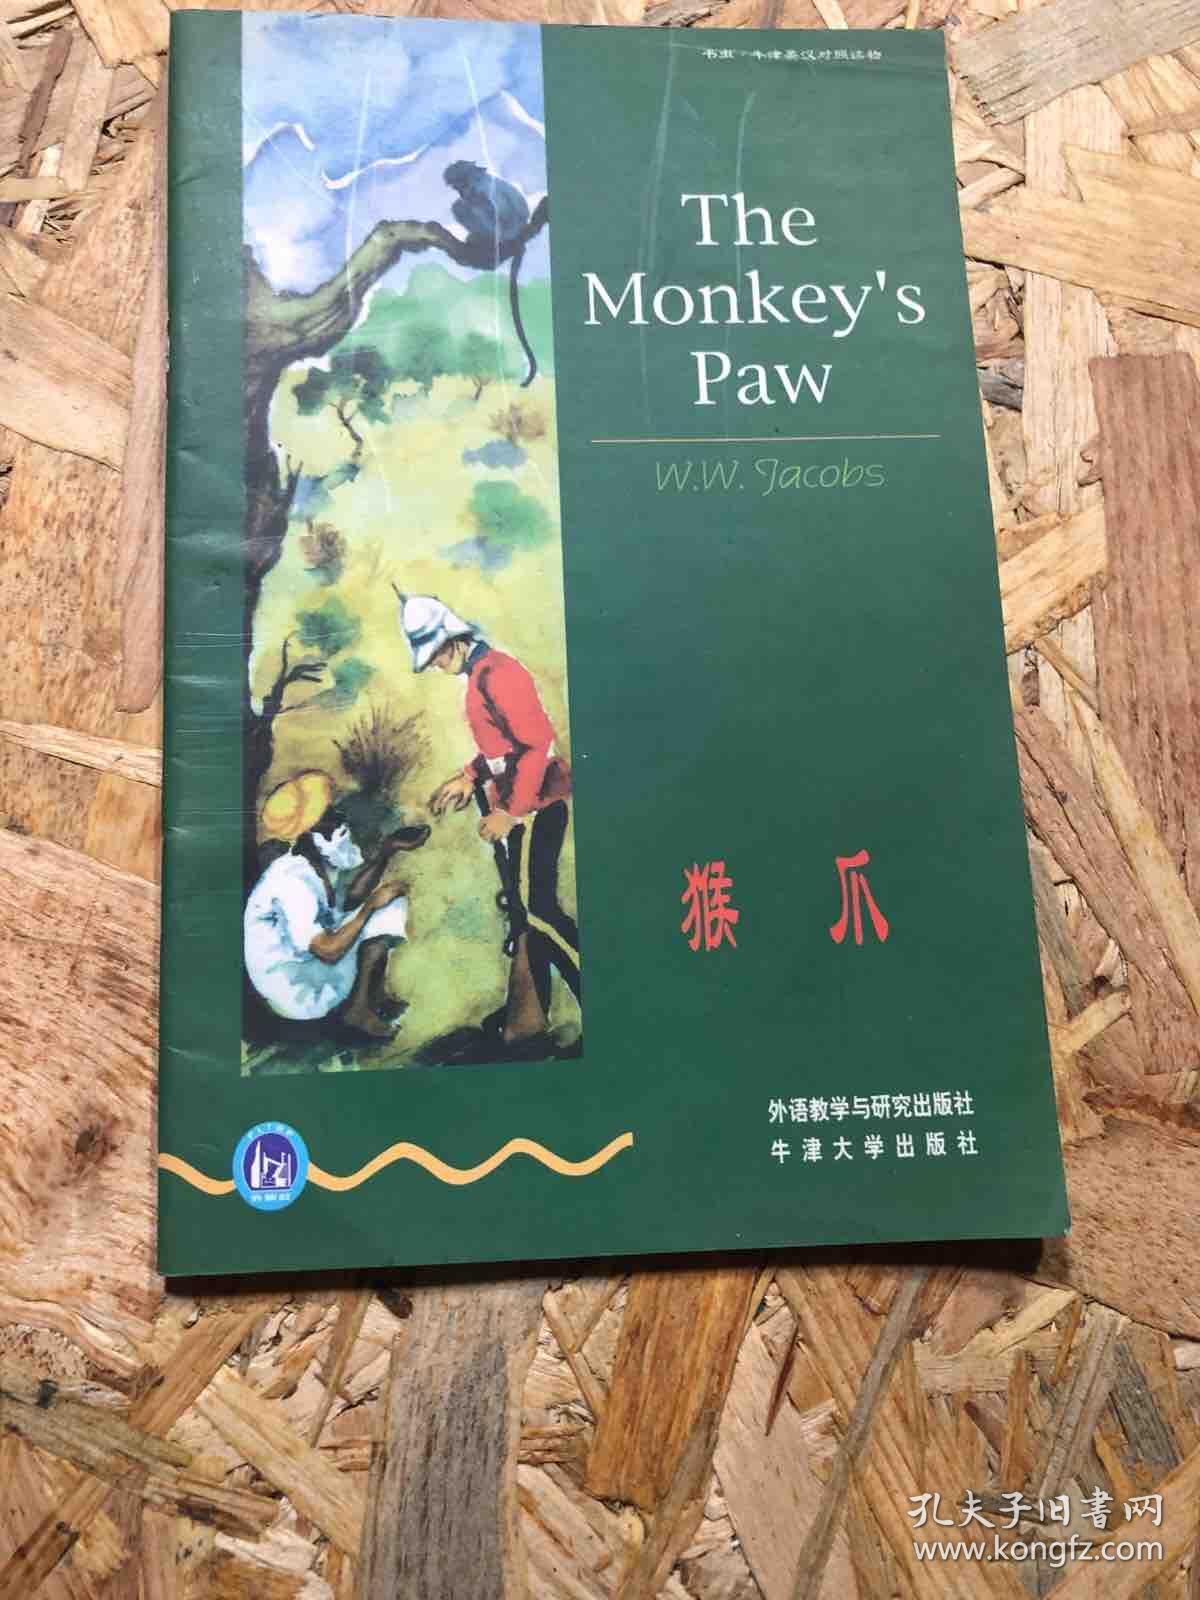 书虫·牛津英汉对照读物
The
Monkey's
Paw
W.W. Jacobs
猴 爪
外语教学与研究出版社
牛津大学出版社
孔夫子旧書网
www.kongfz.com